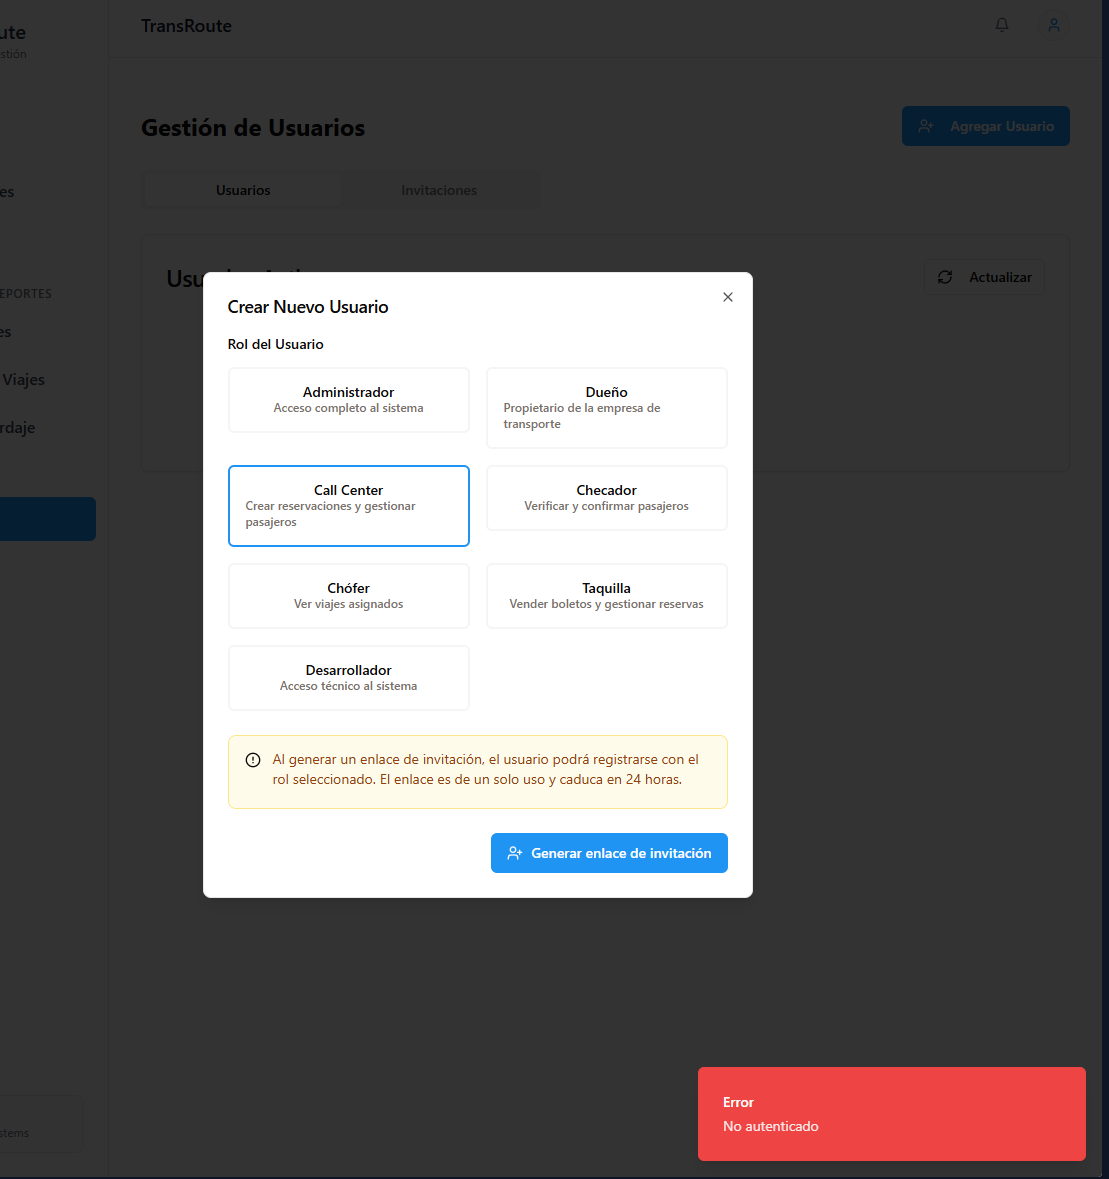 ute
TransRoute
stión
Gestión de Usuarios
Agregar Usuario
Usuarios
Invitaciones
es
Usu
Actualizar
EPORTES
es
Viajes
rdaje
Crear Nuevo Usuario
Rol del Usuario
Administrador
Acceso completo al sistema
Dueño
Propietario de la empresa de
transporte
Call Center
Crear reservaciones y gestionar
pasajeros
Checador
Verificar y confirmar pasajeros
Chófer
Ver viajes asignados
Taquilla
Vender boletos y gestionar reservas
Desarrollador
Acceso técnico al sistema
Al generar un enlace de invitación, el usuario podrá registrarse con el
rol seleccionado. El enlace es de un solo uso y caduca en 24 horas.
Generar enlace de invitación
Error
No autenticado
stems